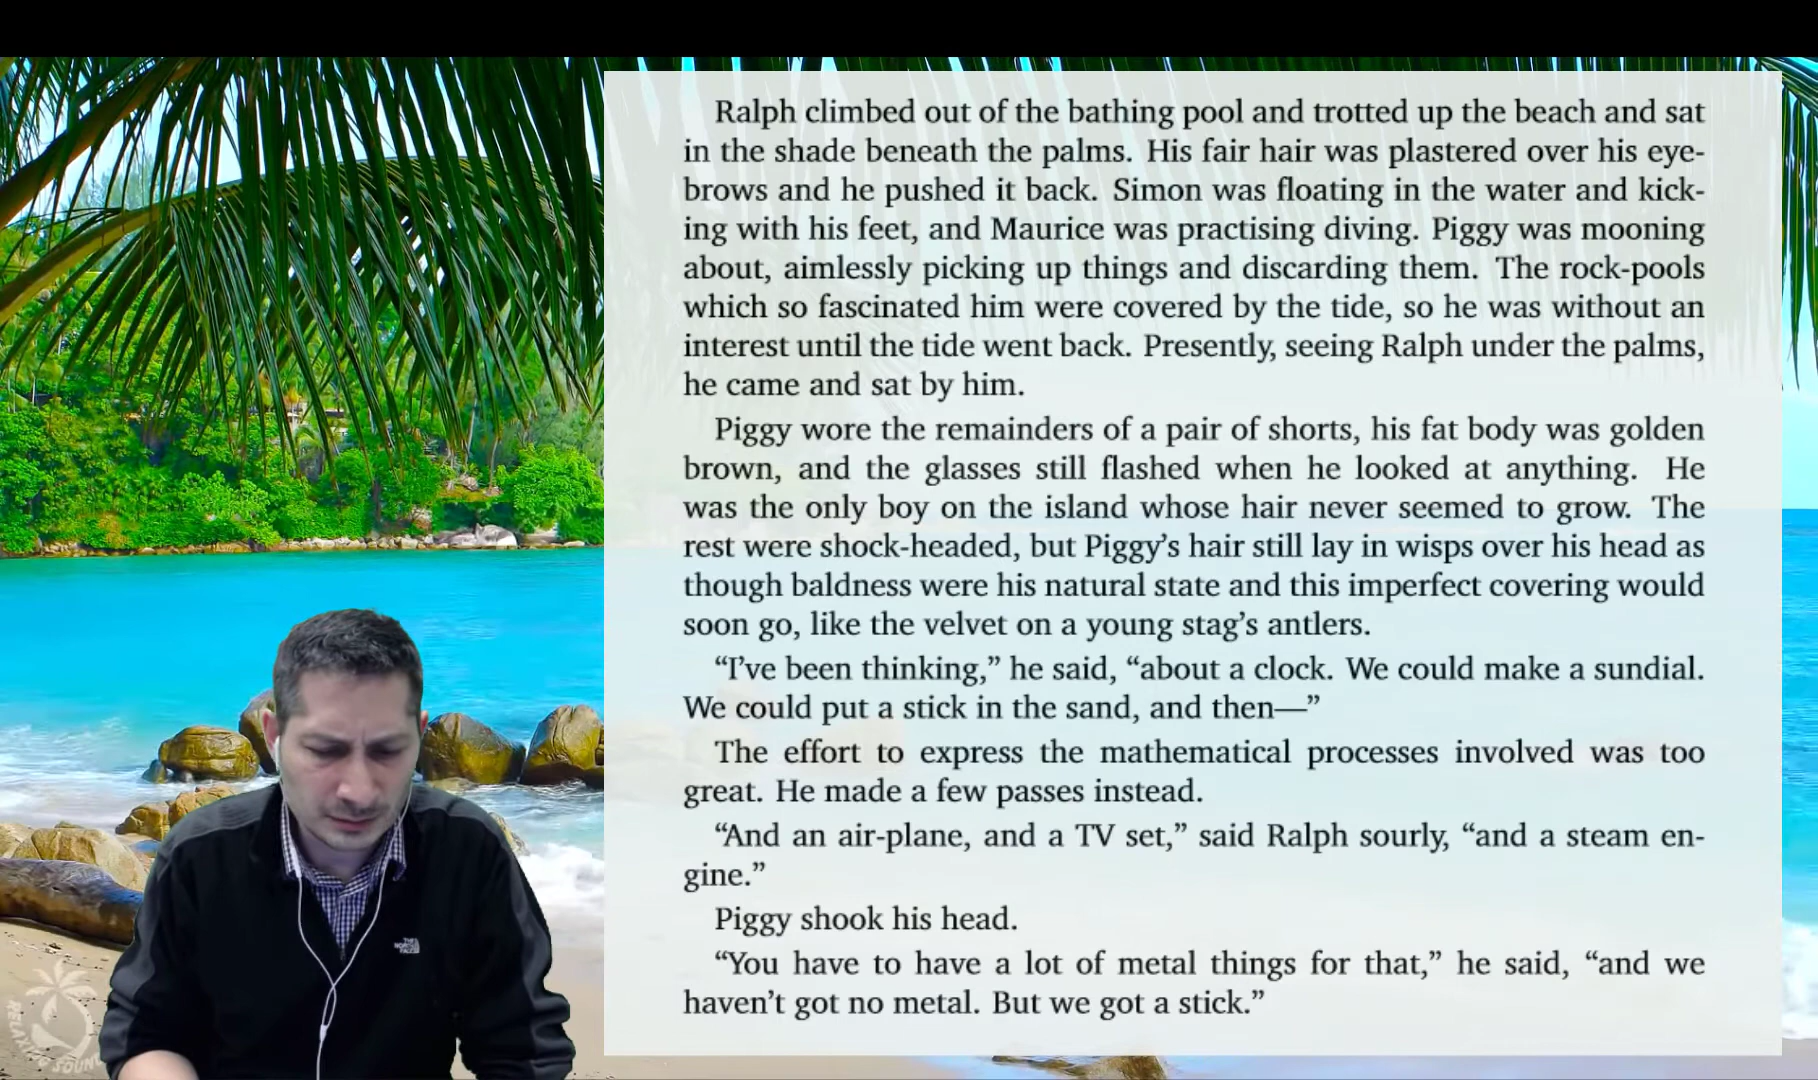 Ralph climbed out of the bathing pool and trotted up the beach and sat
in the shade beneath the palms. His fair hair was plastered over his eye-
brows and he pushed it back. Simon was floating in the water and kick-
ing with his feet, and Maurice was practising diving. Piggy was mooning
about, aimlessly picking up things and discarding them. The rock-pools
which so fascinated him were covered by the tide, so he was without an
interest until the tide went back. Presently, seeing Ralph under the palms,
he came and sat by him.
Piggy wore the remainders of a pair of shorts, his fat body was golden
brown, and the glasses still flashed when he looked at anything. He
was the only boy on the island whose hair never seemed to grow. The
rest were shock-headed, but Piggy’s hair still lay in wisps over his head as
though baldness were his natural state and this imperfect covering would
soon go, like the velvet on a young stag’s antlers.
“I’ve been thinking,” he said, “about a clock. We could make a sundial.
We could put a stick in the sand, and then—”
The effort to express the mathematical processes involved was too
great. He made a few passes instead.
“And an air-plane, and a TV set,” said Ralph sourly, “and a steam en-
gine.”
Piggy shook his head.
“You have to have a lot of metal things for that,” he said, “and we
haven’t got no metal. But we got a stick.”
THE
NORTH
FACE
RELAXING SOUND